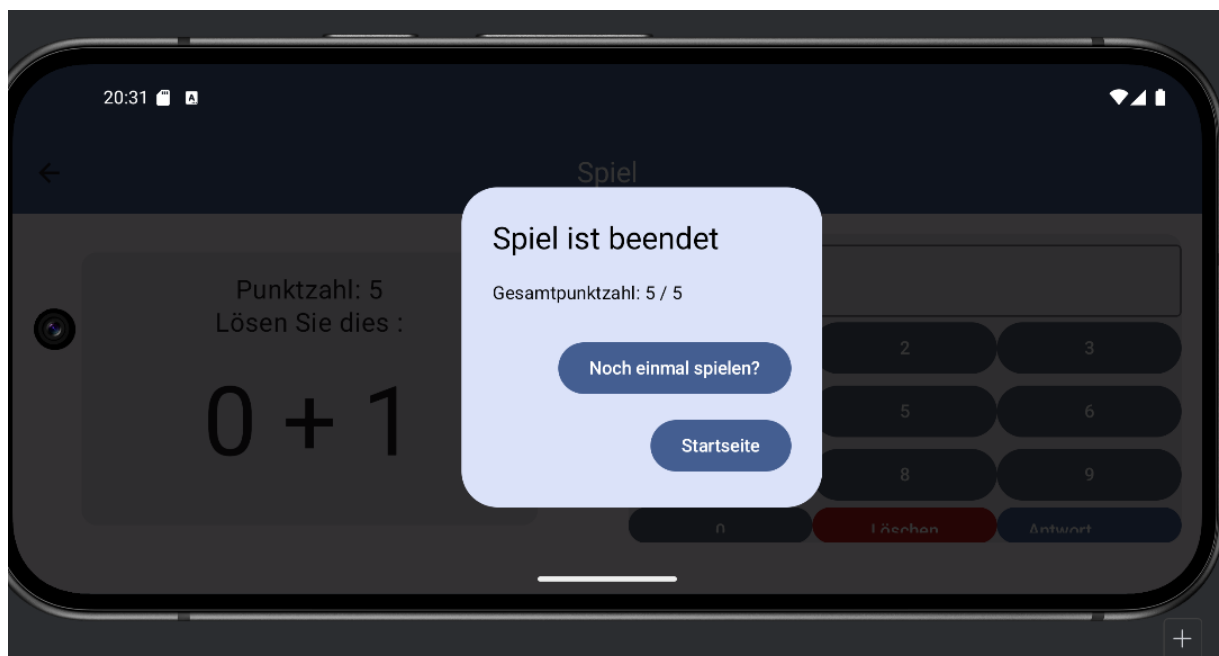 20:31
Spiel
Spiel ist beendet
Gesamtpunktzahl: 5 / 5
Noch einmal spielen?
Startseite
Punktzahl: 5
Lösen Sie dies :
0 + 1
2 3
5 6
8 9
0 Löschen Antwort